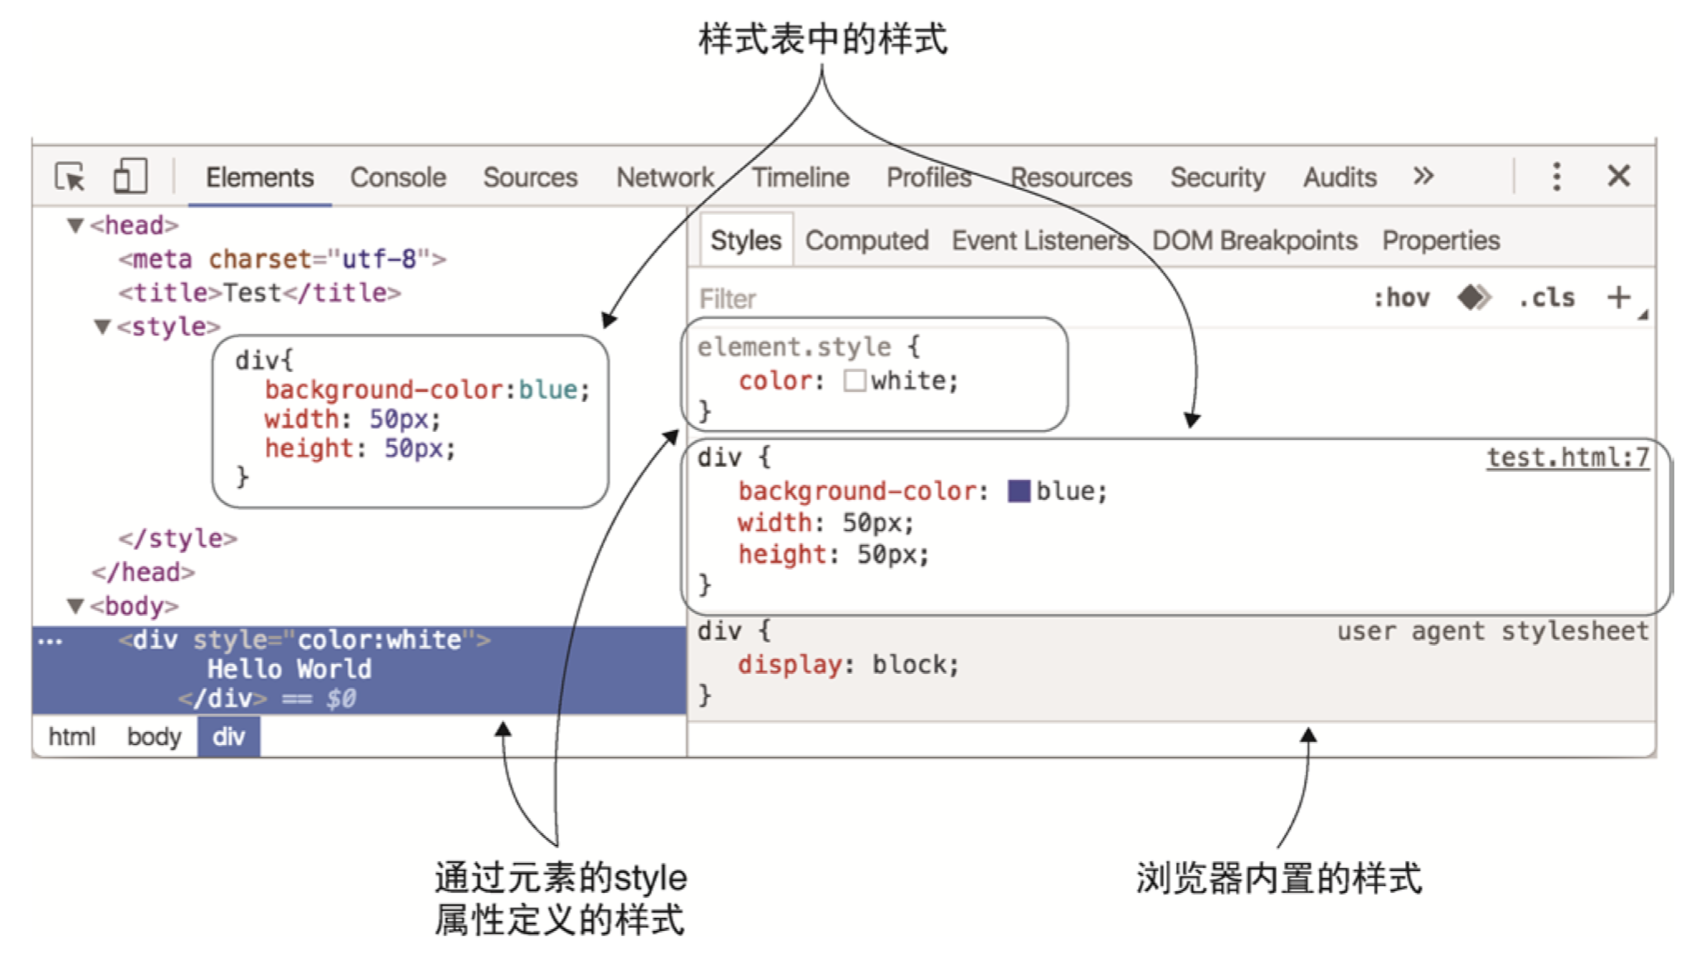 样式表中的样式
Elements Console Sources Network Timeline Profiles Resources Security Audits »
<head>
<meta charset="utf-8">
<title>Test</title>
<style>
div{
background-color:blue;
width: 50px;
height: 50px;
}
</style>
</head>
<body>
... <div style="color:white">
Hello World
</div> == $0
html body div
Styles Computed Event Listeners DOM Breakpoints Properties
Filter :hov .cls +
element.style {
color: white;
}
div { test.html:7
background-color: blue;
width: 50px;
height: 50px;
}
div { user agent stylesheet
display: block;
}
通过元素的style
属性定义的样式
浏览器内置的样式